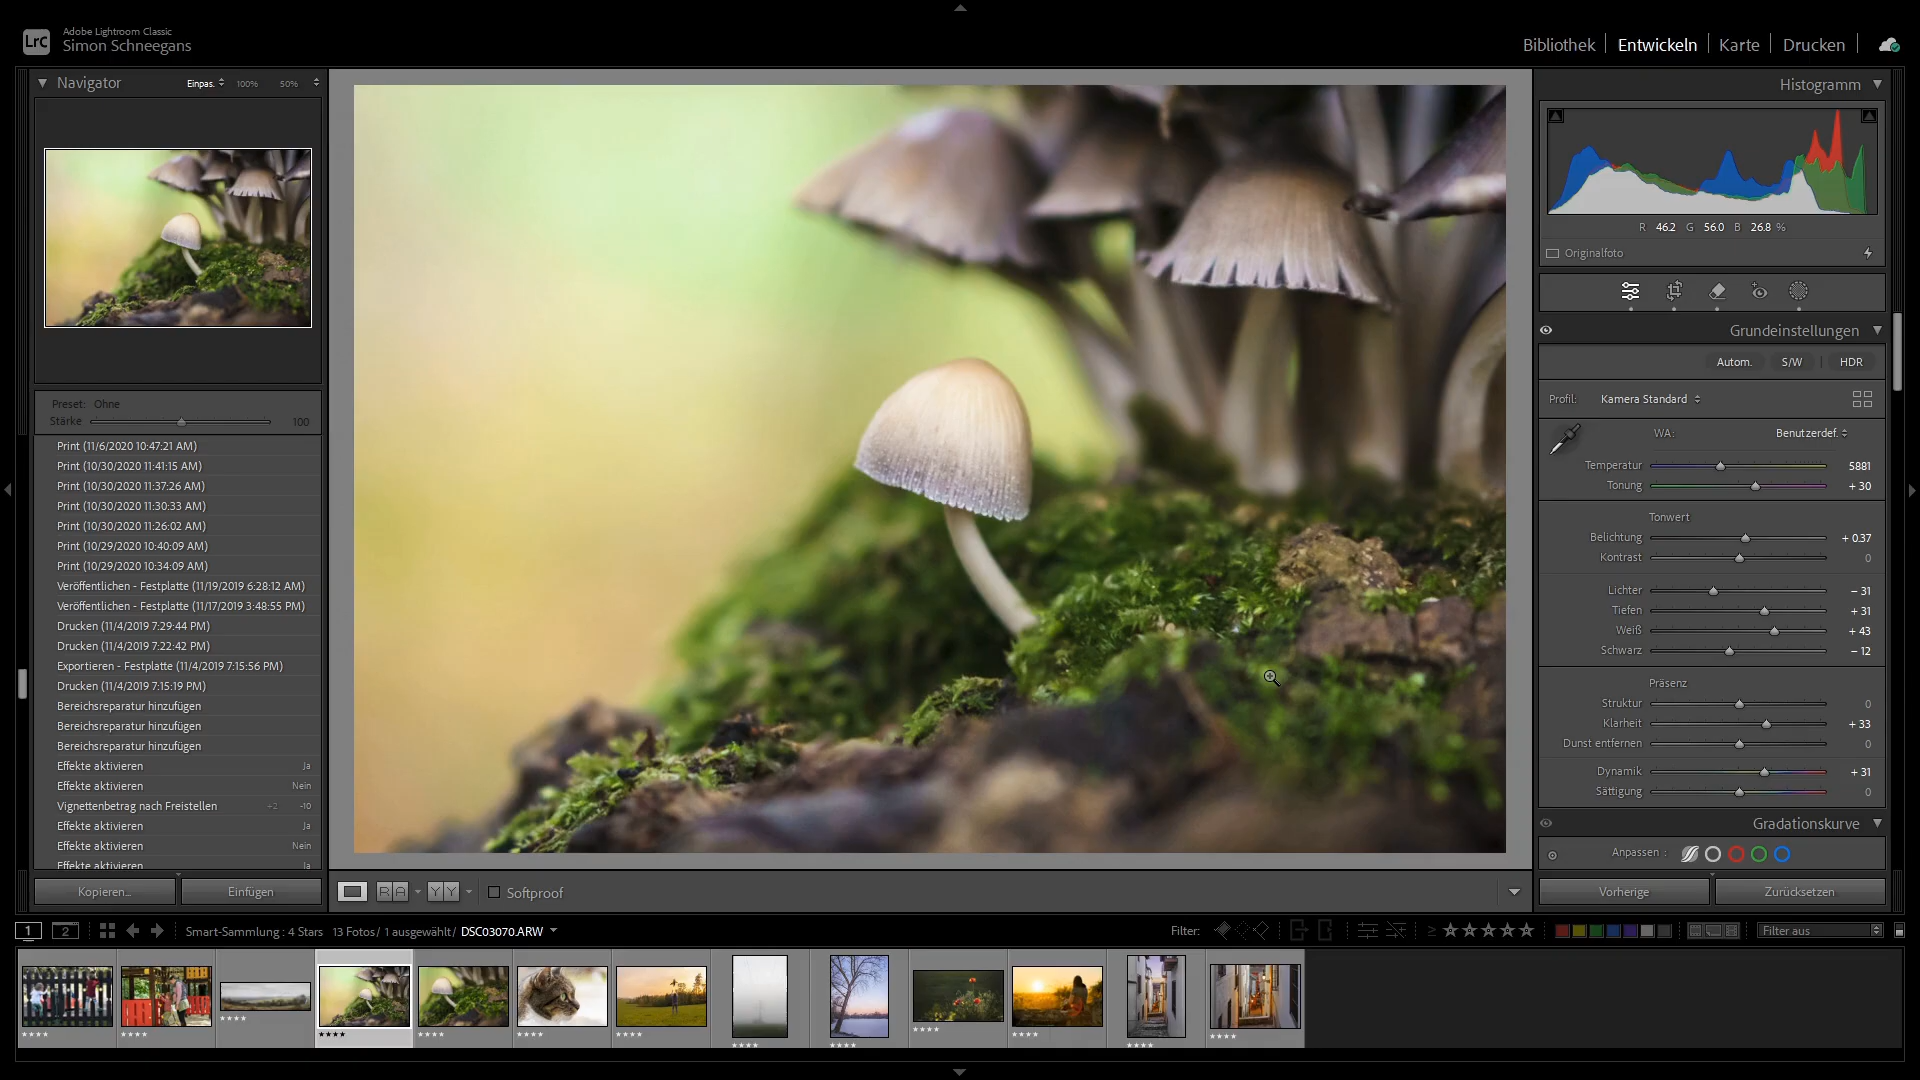 LrC
Adobe Lightroom Classic
Simon Schneegans
Bibliothek Entwickeln Karte Drucken
Navigator Einpas. 100% 50%
Preset: Ohne
Stärke 100
Print (11/6/2020 10:47:21 AM)
Print (10/30/2020 11:41:15 AM)
Print (10/30/2020 11:37:26 AM)
Print (10/30/2020 11:30:33 AM)
Print (10/30/2020 11:26:02 AM)
Print (10/29/2020 10:40:09 AM)
Print (10/29/2020 10:34:09 AM)
Veröffentlichen - Festplatte (11/19/2019 6:28:12 AM)
Veröffentlichen - Festplatte (11/17/2019 3:48:55 PM)
Drucken (11/4/2019 7:29:44 PM)
Drucken (11/4/2019 7:22:42 PM)
Exportieren - Festplatte (11/4/2019 7:15:56 PM)
Drucken (11/4/2019 7:15:19 PM)
Bereichsreparatur hinzufügen
Bereichsreparatur hinzufügen
Bereichsreparatur hinzufügen
Effekte aktivieren Ja
Effekte aktivieren Nein
Vignettenbetrag nach Freistellen +2 -10
Effekte aktivieren Ja
Effekte aktivieren Nein
Effekte aktivieren Ja
Kopieren... Einfügen
R A Y Y Softproof
Histogramm
R 46.2 G 56.0 B 26.8 %
Originalfoto
Grundeinstellungen
Autom. S/W | HDR
Profil: Kamera Standard
WA: Benutzerdef.
Temperatur 5881
Tonung + 30
Tonwert
Belichtung + 0.37
Kontrast 0
Lichter - 31
Tiefen + 31
Weiß + 43
Schwarz - 12
Präsenz
Struktur 0
Klarheit + 33
Dunst entfernen 0
Dynamik + 31
Sättigung 0
Gradationskurve
Anpassen :
Vorherige Zurücksetzen
1 2 Smart-Sammlung : 4 Stars 13 Fotos / 1 ausgewählt / DSC03070.ARW Filter: ≥ Filter aus